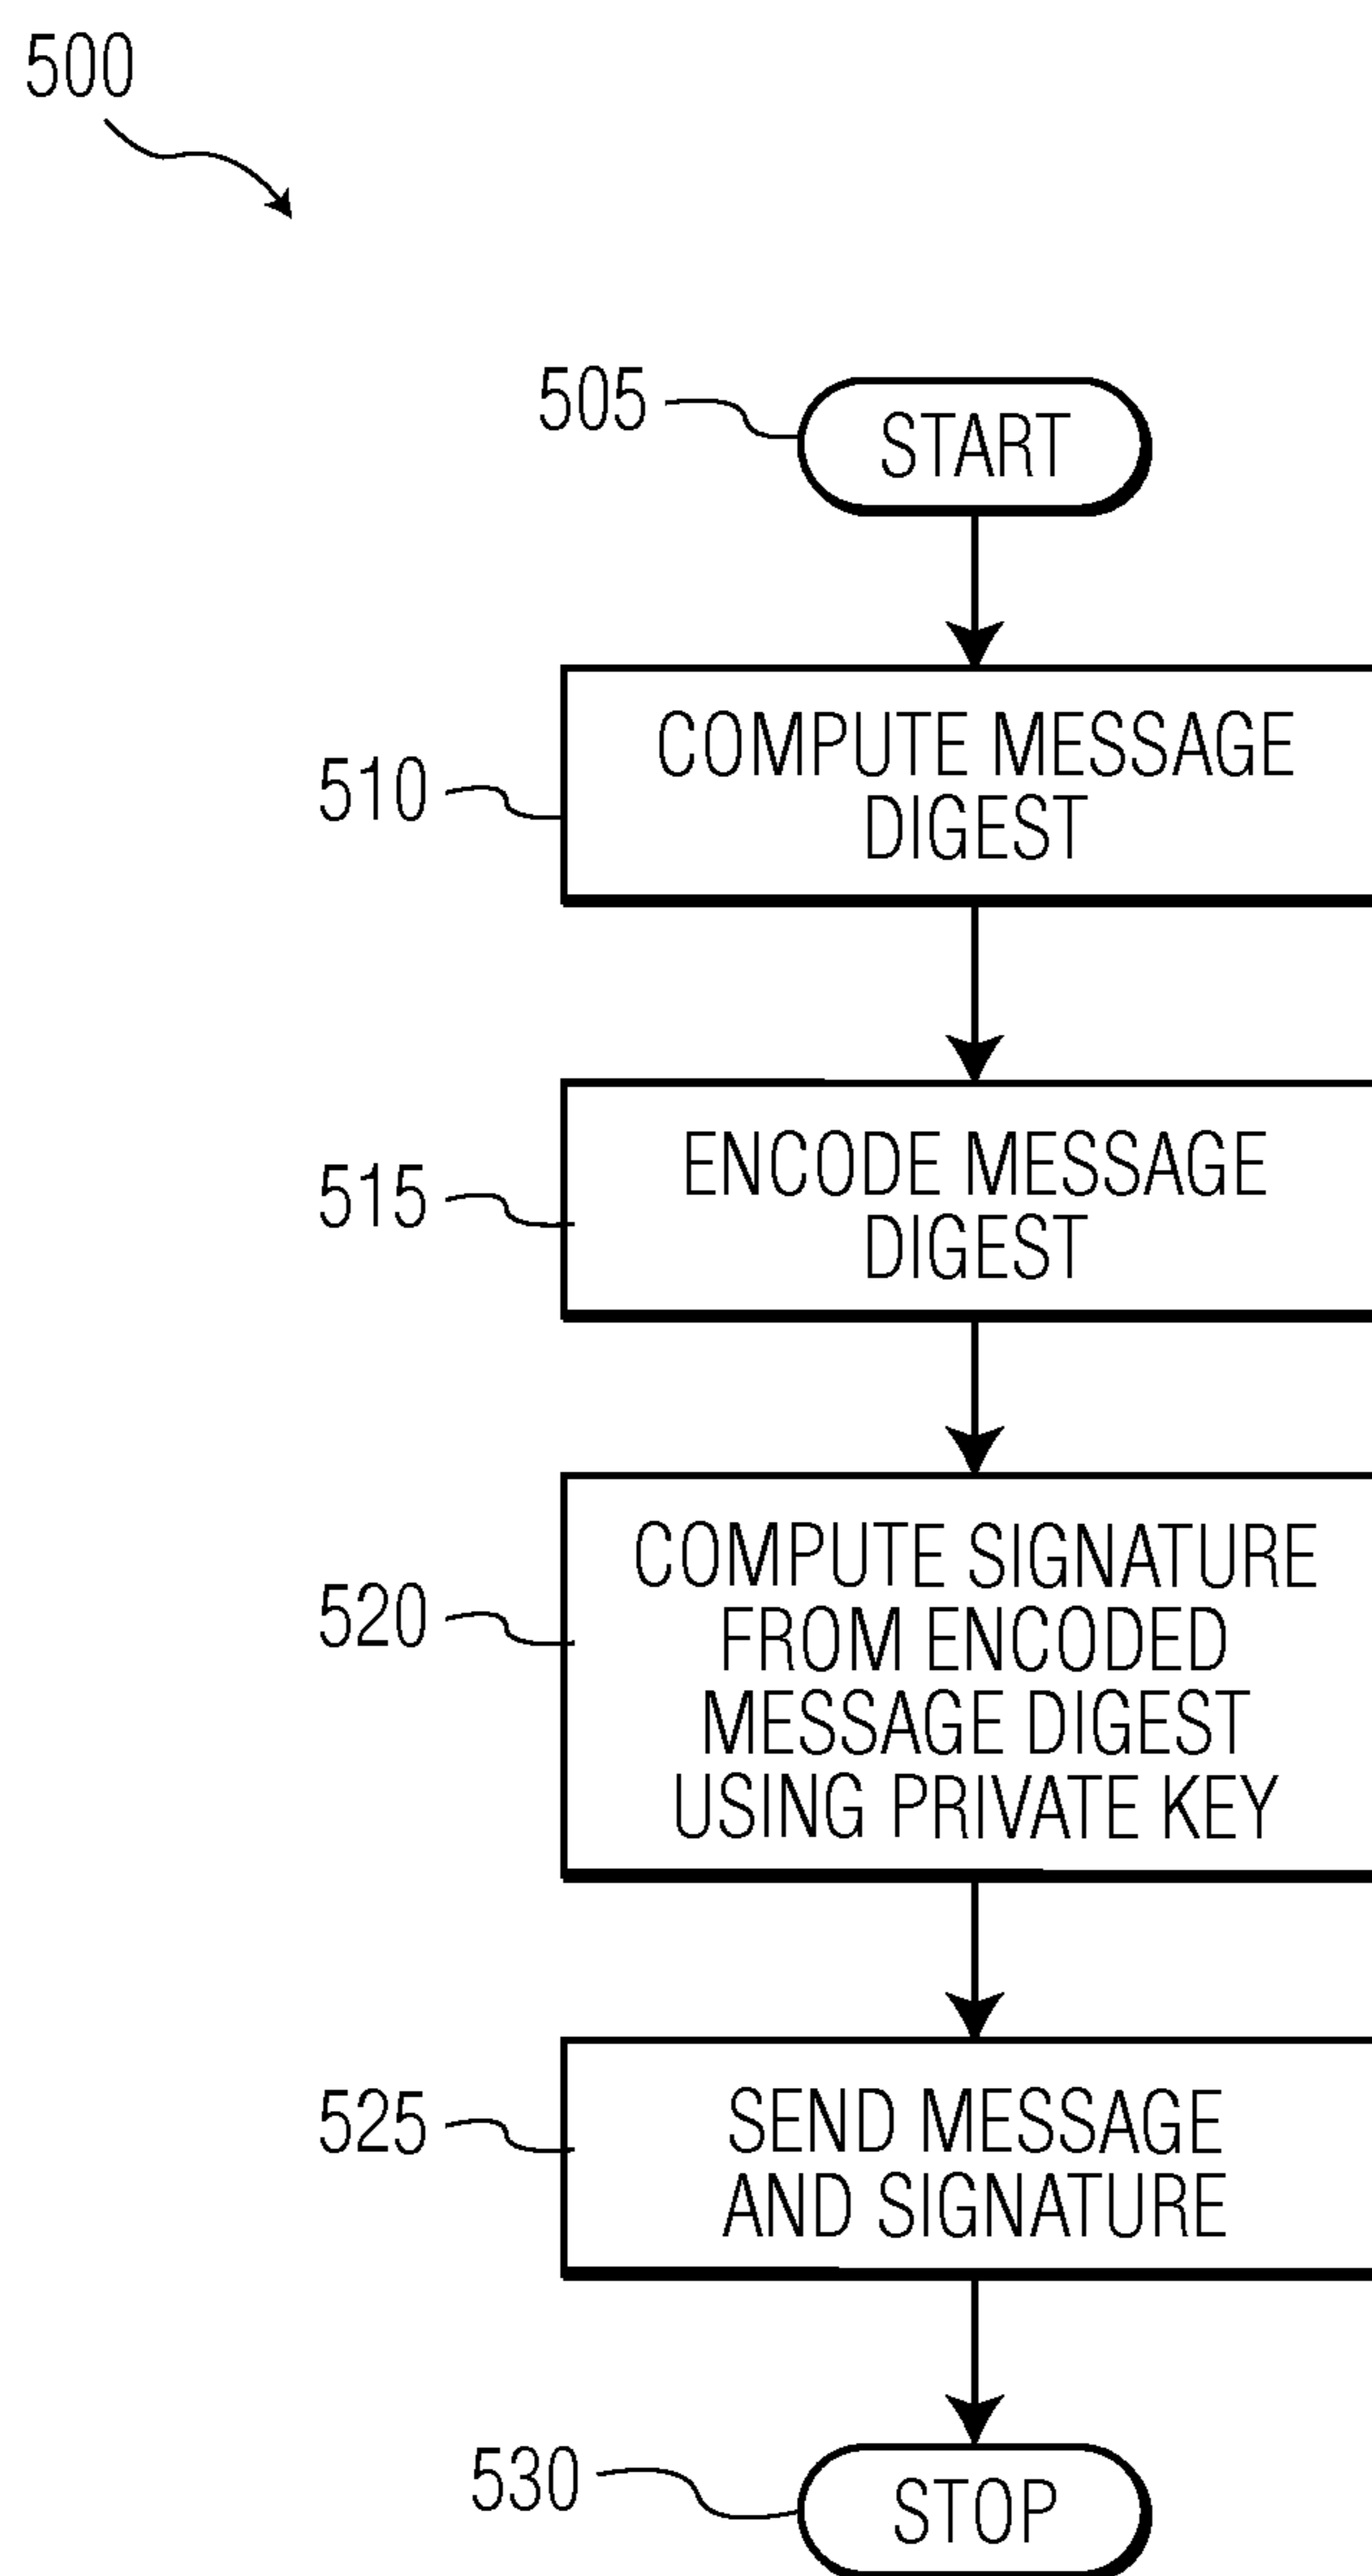 500
505
START
510
COMPUTE MESSAGE
DIGEST
515
ENCODE MESSAGE
DIGEST
520
COMPUTE SIGNATURE
FROM ENCODED
MESSAGE DIGEST
USING PRIVATE KEY
525
SEND MESSAGE
AND SIGNATURE
530
STOP